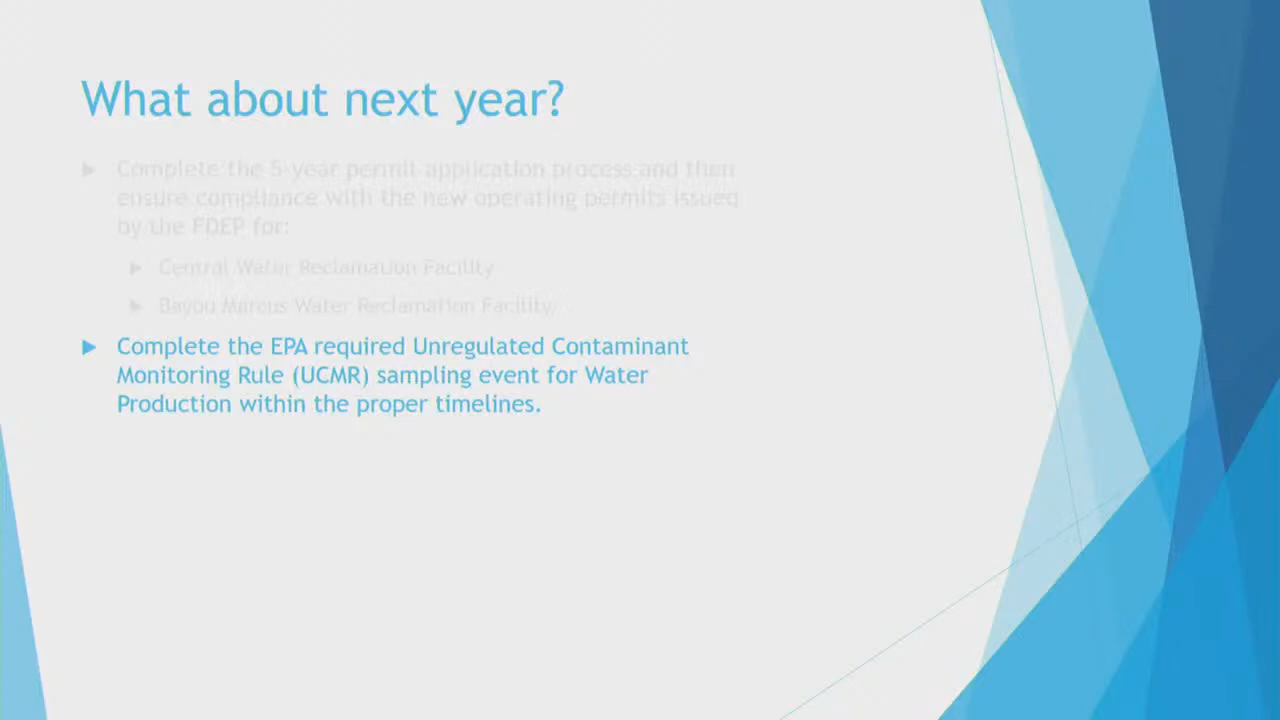 What about next year?
Complete the 5-year permit application process and then
ensure compliance with the new operating permits issued
by the FDEP for:
Central Water Reclamation Facility
Bayou Marcus Water Reclamation Facility
Complete the EPA required Unregulated Contaminant
Monitoring Rule (UCMR) sampling event for Water
Production within the proper timelines.